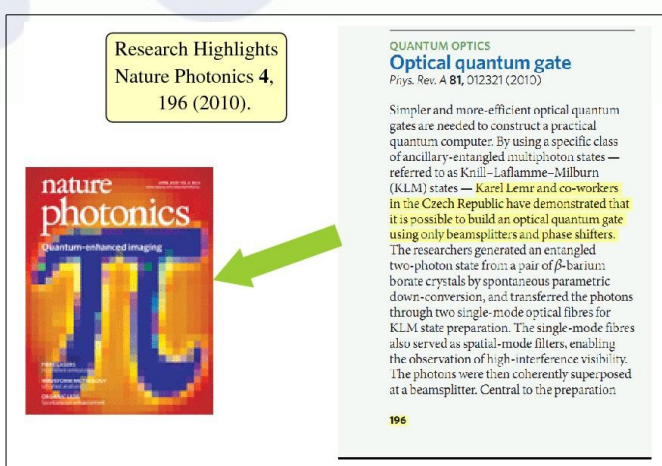 Research Highlights
Nature Photonics 4,
196 (2010).
nature
photonics
Quantum-enhanced imaging
QUANTUM OPTICS
Optical quantum gate
Phys. Rev. A 81, 012321 (2010)
Simpler and more-efficient optical quantum
gates are needed to construct a practical
quantum computer. By using a specific class
of ancillary-entangled multiphoton states —
referred to as Knill–Laflamme–Milburn
(KLM) states — Karel Lemr and co-workers
in the Czech Republic have demonstrated that
it is possible to build an optical quantum gate
using only beamsplitters and phase shifters.
The researchers generated an entangled
two-photon state from a pair of β-barium
borate crystals by spontaneous parametric
down-conversion, and transferred the photons
through two single-mode optical fibres for
KLM state preparation. The single-mode fibres
also served as spatial-mode filters, enabling
the observation of high-interference visibility.
The photons were then coherently superposed
at a beamsplitter. Central to the preparation
196